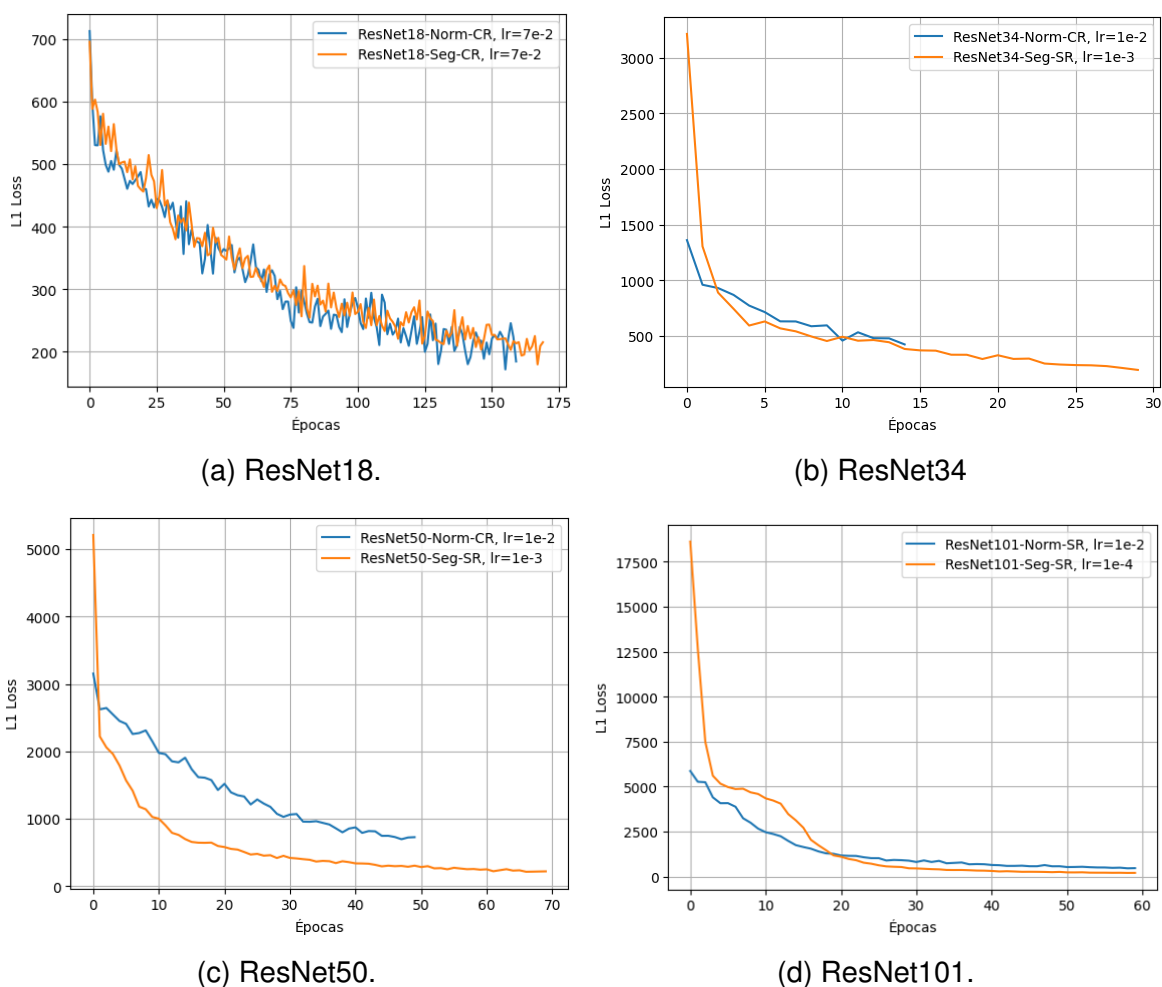 ResNet18-Norm-CR, lr=7e-2
ResNet18-Seg-CR, lr=7e-2
700
600
500
400
300
200
L1 Loss
0 25 50 75 100 125 150 175
Épocas
(a) ResNet18.
ResNet34-Norm-CR, lr=1e-2
ResNet34-Seg-SR, lr=1e-3
3000
2500
2000
1500
1000
500
L1 Loss
0 5 10 15 20 25 30
Épocas
(b) ResNet34
ResNet50-Norm-CR, lr=1e-2
ResNet50-Seg-SR, lr=1e-3
5000
4000
3000
2000
1000
0
L1 Loss
0 10 20 30 40 50 60 70
Épocas
(c) ResNet50.
ResNet101-Norm-SR, lr=1e-2
ResNet101-Seg-SR, lr=1e-4
17500
15000
12500
10000
7500
5000
2500
0
L1 Loss
0 10 20 30 40 50 60
Épocas
(d) ResNet101.